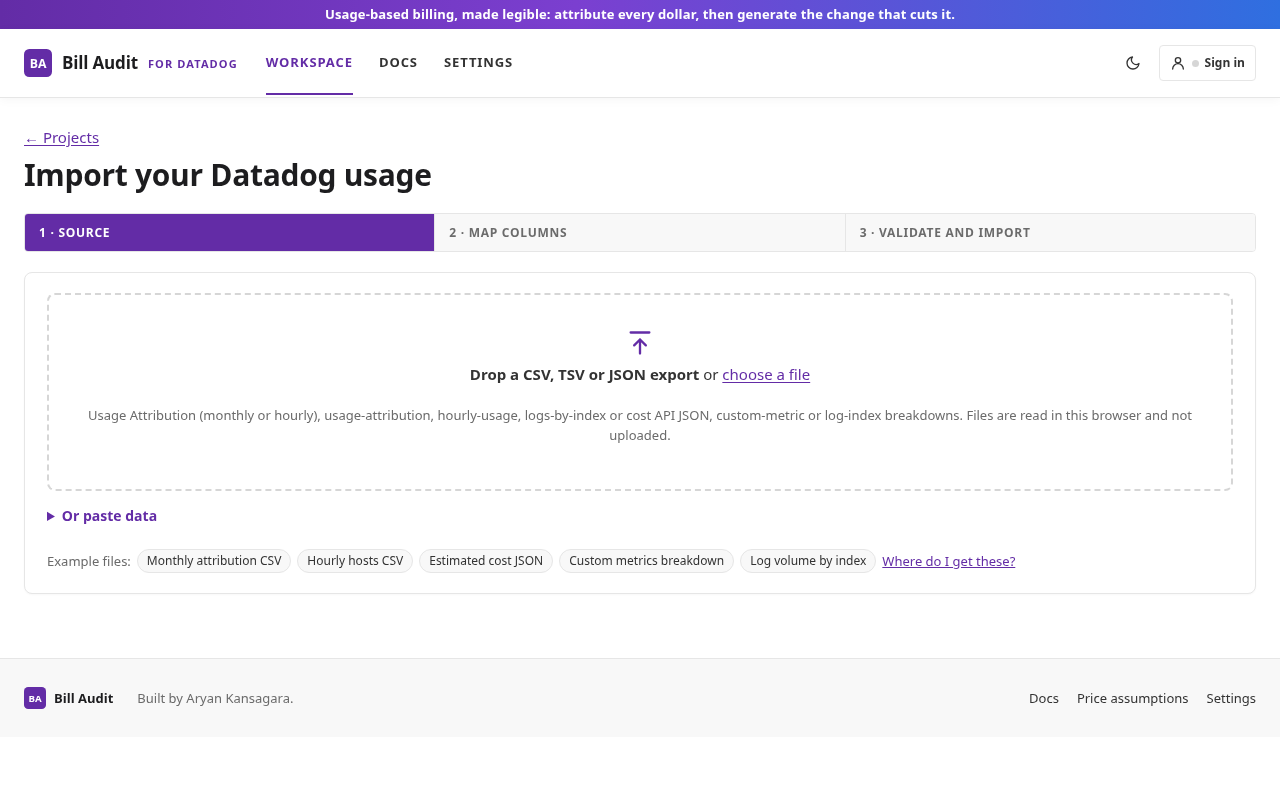 Usage-based billing, made legible: attribute every dollar, then generate the change that cuts it.
BA Bill Audit FOR DATADOG WORKSPACE DOCS SETTINGS Sign in
← Projects
Import your Datadog usage
1 · SOURCE 2 · MAP COLUMNS 3 · VALIDATE AND IMPORT
Drop a CSV, TSV or JSON export or choose a file
Usage Attribution (monthly or hourly), usage-attribution, hourly-usage, logs-by-index or cost API JSON, custom-metric or log-index breakdowns. Files are read in this browser and not
uploaded.
Or paste data
Example files: Monthly attribution CSV Hourly hosts CSV Estimated cost JSON Custom metrics breakdown Log volume by index Where do I get these?
BA Bill Audit Built by Aryan Kansagara. Docs Price assumptions Settings